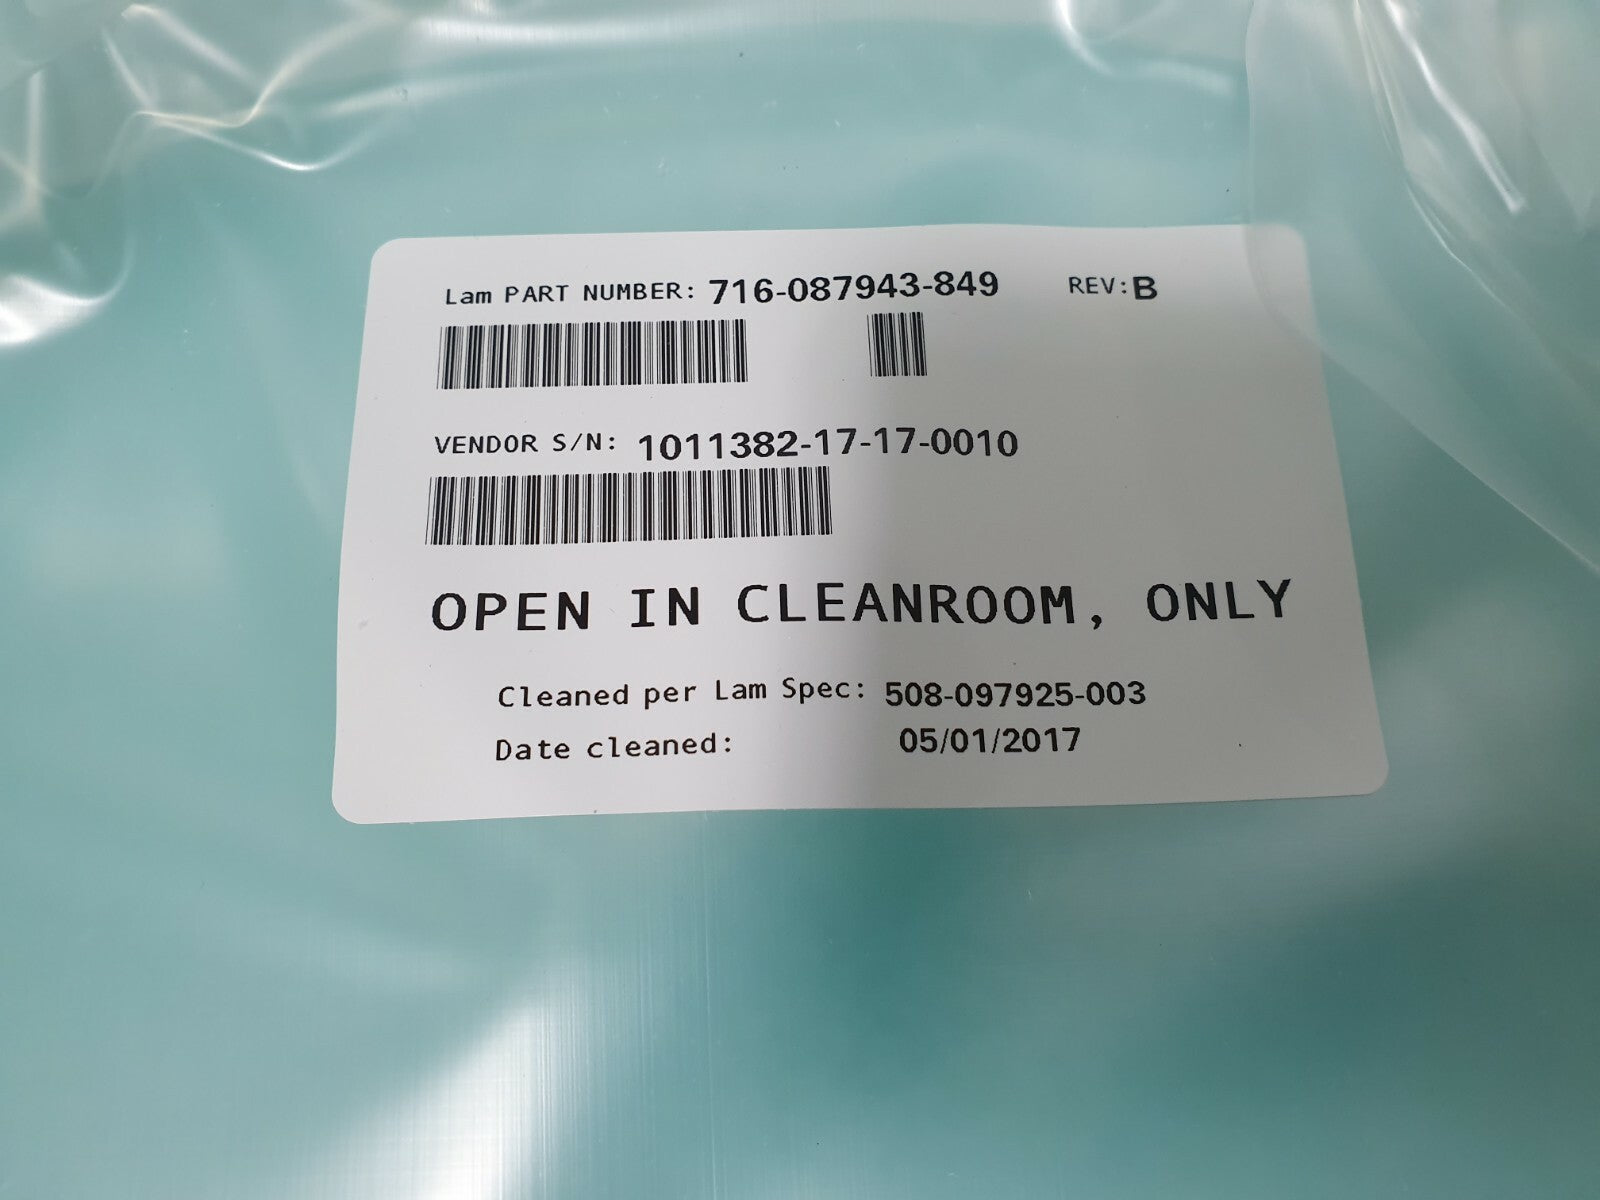 Lam PART NUMBER: 716-087943-849 REV:B
VENDOR S/N: 1011382-17-17-0010
OPEN IN CLEANROOM, ONLY
Cleaned per Lam Spec: 508-097925-003
Date cleaned: 05/01/2017